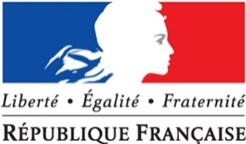 Liberté • Égalité • Fraternité
RÉPUBLIQUE FRANÇAISE